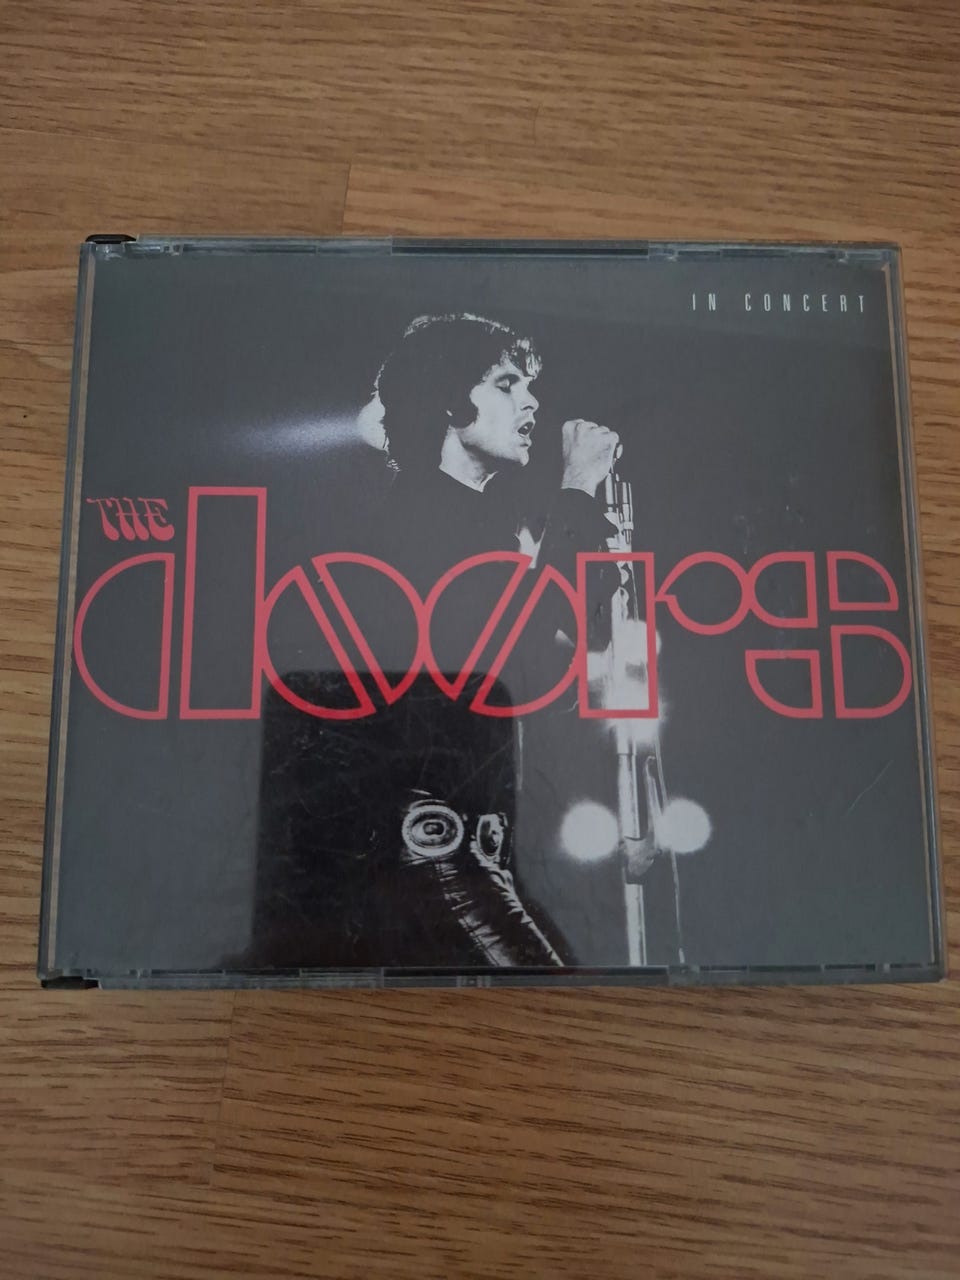 IN CONCERT
THE
doors